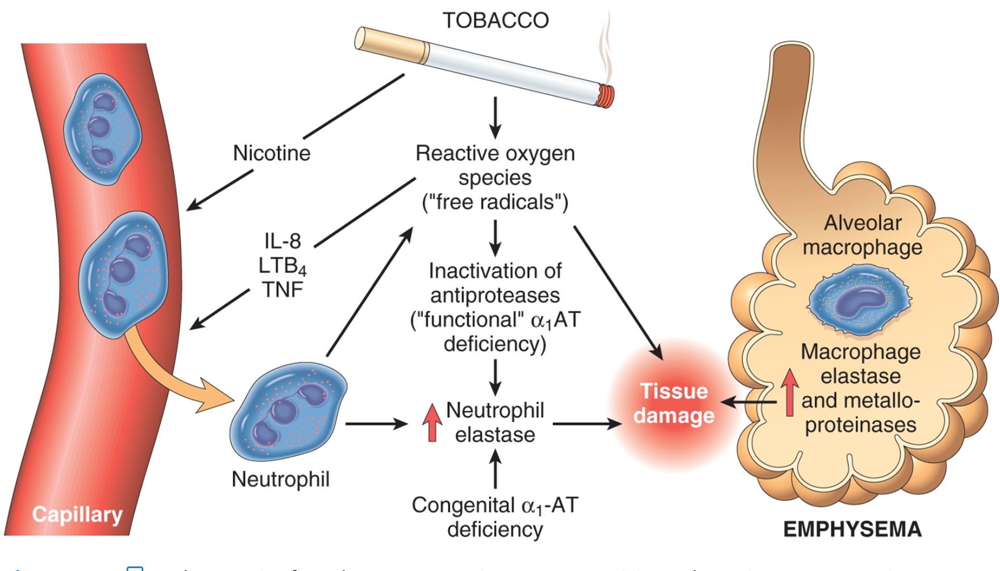 TOBACCO
Nicotine
Reactive oxygen
species
("free radicals")
IL-8
LTB₄
TNF
Inactivation of
antiproteases
("functional" α₁AT
deficiency)
Alveolar
macrophage
Macrophage
elastase
and metallo-
proteinases
Tissue
damage
Neutrophil
elastase
Neutrophil
Congenital α₁-AT
deficiency
Capillary
EMPHYSEMA